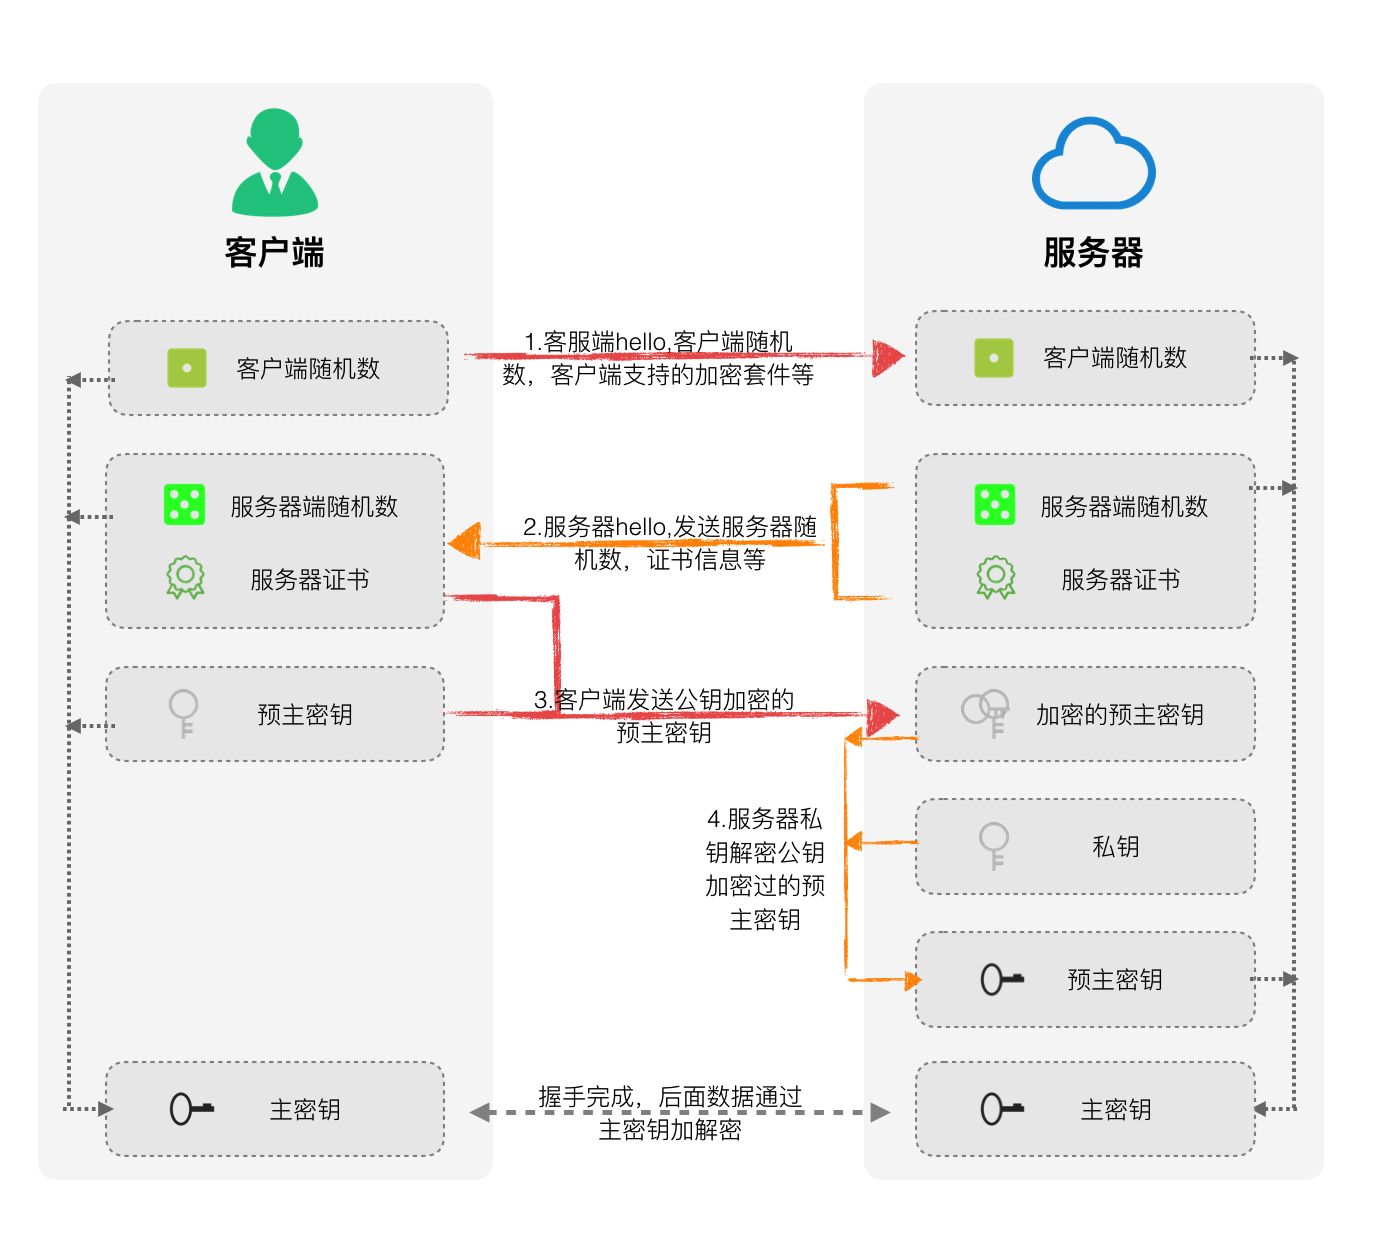 客户端
服务器
客户端随机数
1.客服端hello,客户端随机
数，客户端支持的加密套件等
客户端随机数
服务器端随机数
服务器证书
2.服务器hello,发送服务器随
机数，证书信息等
服务器端随机数
服务器证书
预主密钥
3.客户端发送公钥加密的
预主密钥
加密的预主密钥
4.服务器私
钥解密公钥
加密过的预
主密钥
私钥
预主密钥
主密钥
握手完成，后面数据通过
主密钥加解密
主密钥